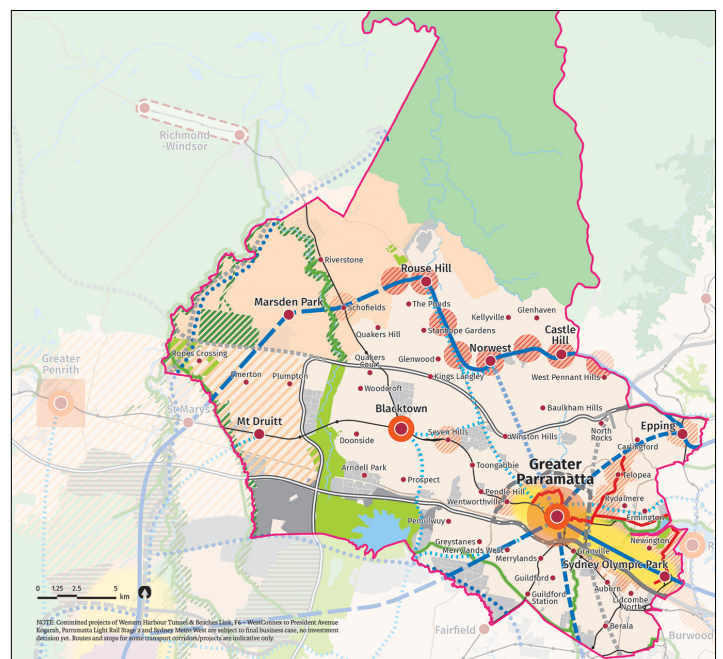 Richmond
-Windsor
Riverstone
Rouse Hill
Marsden Park
Schofields
The Ponds
Kellyville
Glenhaven
Stanhope Gardens
Quakers Hill
Castle
Hill
Norwest
Ropes Crossing
Quakers
Court
Glenwood
Greater
Penrith
Emerton
Plumpton
Kings Langley
West Pennant Hills
Woodcroft
St Marys
Blacktown
Baulkham Hills
Mt Druitt
Doonside
Seven Hills
Winston Hills
North
Rocks
Epping
Carlingford
Arndell Park
Toongabbie
Greater
Parramatta
Telopea
Prospect
Pendle Hill
Wentworthville
Rydalmere
Ermington
Pemulwuy
Greystanes
Merrylands West
Newington
R
Merrylands
Granville
Sydney Olympic Park
Guildford
Auburn
Guildford
Station
Lidcombe
North
0 1.25 2.5 5
km
Berala
Fairfield
Burwood
NOTE: Committed projects of Western Harbour Tunnel & Beaches Link, F6 – WestConnex to President Avenue
Kogarah, Parramatta Light Rail Stage 2 and Sydney Metro West are subject to final business case, no investment
decision yet. Routes and stops for some transport corridors/projects are indicative only.